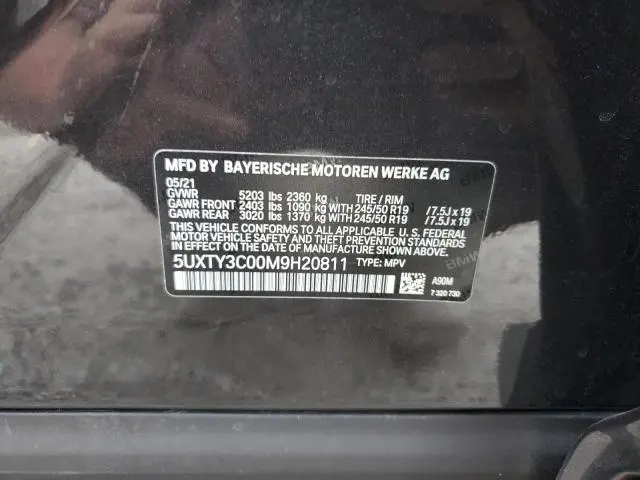 MFD BY BAYERISCHE MOTOREN WERKE AG
05/21
GVWR 5203 lbs 2360 kg TIRE / RIM
GAWR FRONT 2403 lbs 1090 kg WITH 245/50 R19 /7.5J x 19
GAWR REAR 3020 lbs 1370 kg WITH 245/50 R19 /7.5J x 19
THIS VEHICLE CONFORMS TO ALL APPLICABLE U. S. FEDERAL
MOTOR VEHICLE SAFETY, BUMPER, AND THEFT PREVENTION
STANDARDS IN EFFECT ON THE DATE OF MANUFACTURE SHOWN ABOVE.
5UXTY3C00M9H20811 TYPE: MPV
A90M
7 320 730